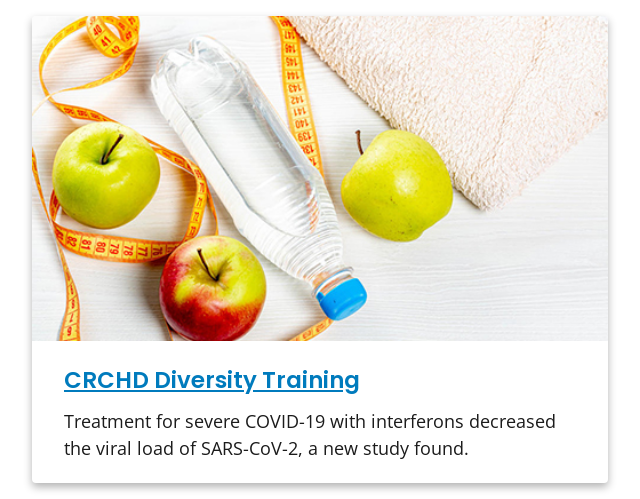 CRCHD Diversity Training
Treatment for severe COVID-19 with interferons decreased
the viral load of SARS-CoV-2, a new study found.